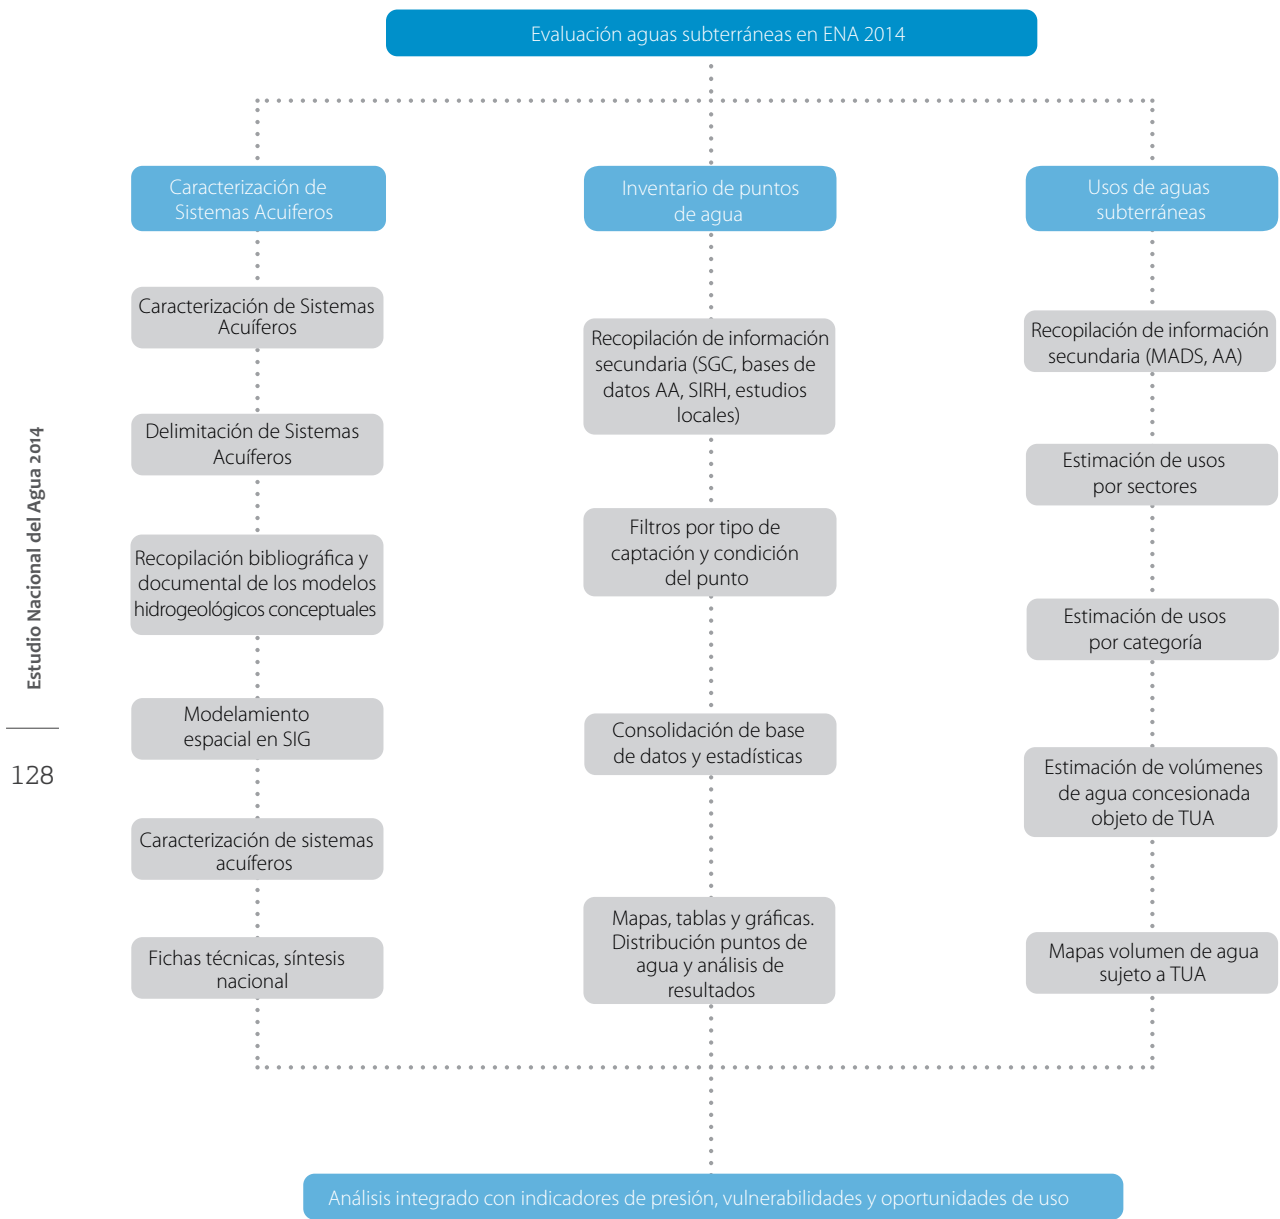 Evaluación aguas subterráneas en ENA 2014
Caracterización de
Sistemas Acuiferos
Caracterización de Sistemas
Acuíferos
Delimitación de Sistemas
Acuíferos
Recopilación bibliográfica y
documental de los modelos
hidrogeológicos conceptuales
Modelamiento
espacial en SIG
Caracterización de sistemas
acuíferos
Fichas técnicas, síntesis
nacional
Inventario de puntos
de agua
Recopilación de información
secundaria (SGC, bases de
datos AA, SIRH, estudios
locales)
Filtros por tipo de
captación y condición
del punto
Consolidación de base
de datos y estadísticas
Mapas, tablas y gráficas.
Distribución puntos de
agua y análisis de
resultados
Usos de aguas
subterráneas
Recopilación de información
secundaria (MADS, AA)
Estimación de usos
por sectores
Estimación de usos
por categoría
Estimación de volúmenes
de agua concesionada
objeto de TUA
Mapas volumen de agua
sujeto a TUA
Análisis integrado con indicadores de presión, vulnerabilidades y oportunidades de uso
Estudio Nacional del Agua 2014
128